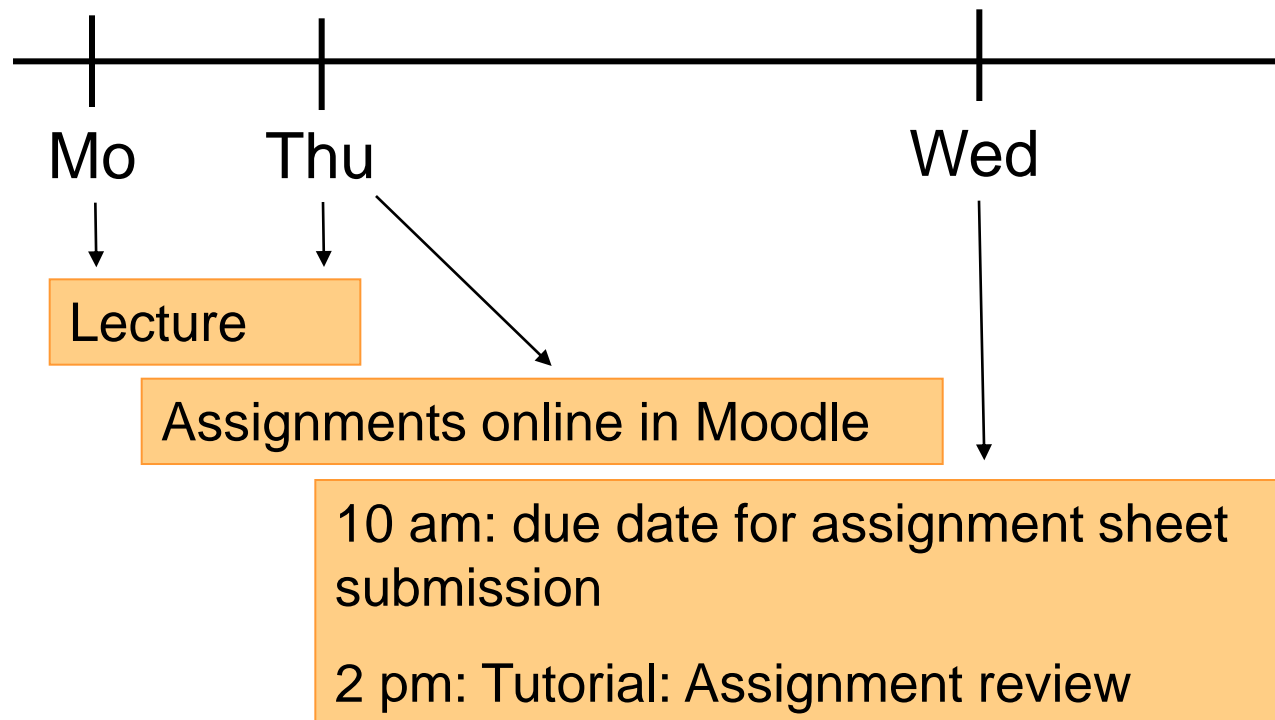 Mo Thu Wed
Lecture
Assignments online in Moodle
10 am: due date for assignment sheet
submission
2 pm: Tutorial: Assignment review